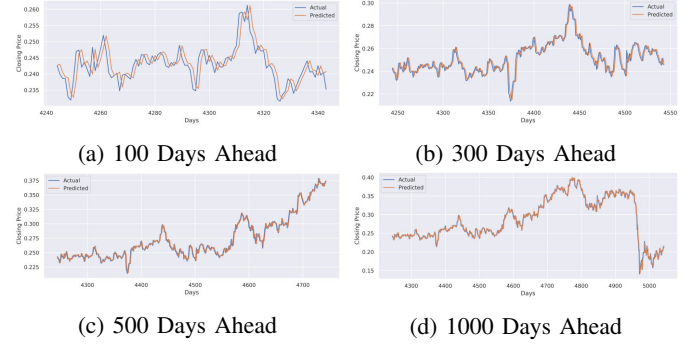 Actual
Predicted
0.260
0.255
0.250
0.245
0.240
0.235
Closing Price
4240
4260
4280
4300
4320
4340
Days
(a) 100 Days Ahead
Actual
Predicted
0.30
0.28
0.26
0.24
0.22
Closing Price
4250
4300
4350
4400
4450
4500
4550
Days
(b) 300 Days Ahead
Actual
Predicted
0.375
0.350
0.325
0.300
0.275
0.250
0.225
Closing Price
4300
4400
4500
4600
4700
Days
(c) 500 Days Ahead
Actual
Predicted
0.40
0.35
0.30
0.25
0.20
0.15
Closing Price
4300
4400
4500
4600
4700
4800
4900
5000
Days
(d) 1000 Days Ahead